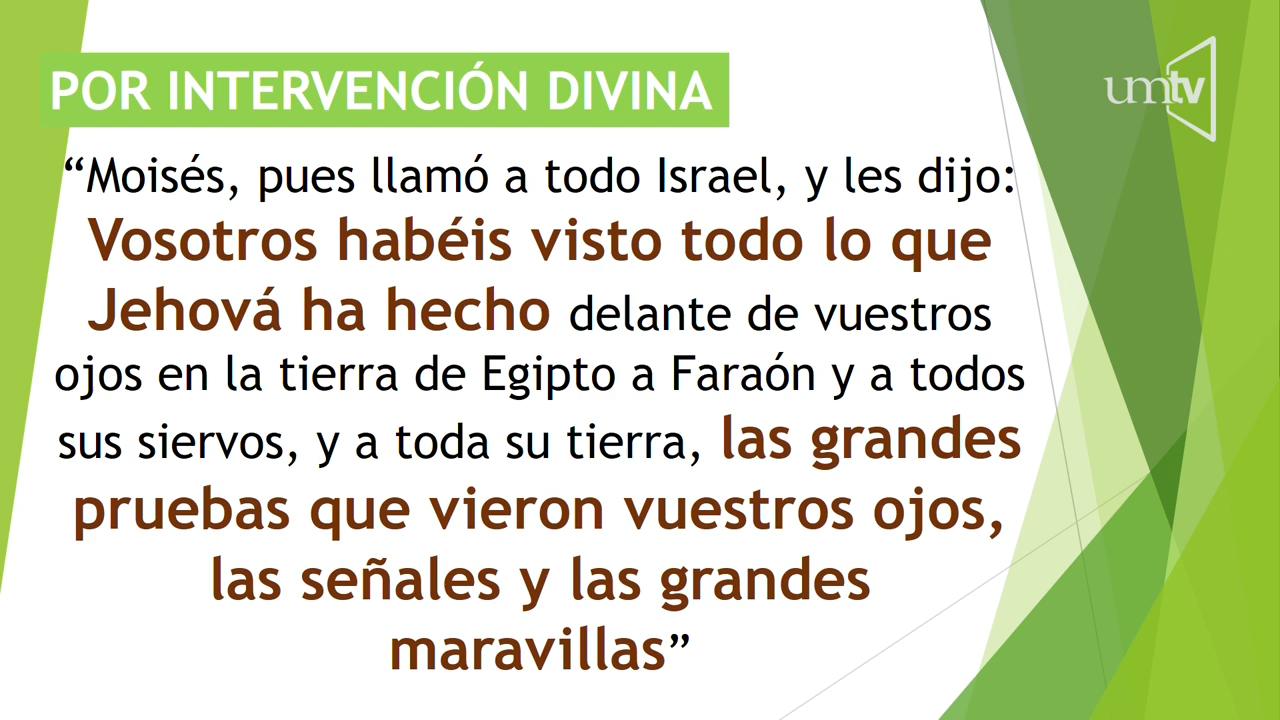 POR INTERVENCIÓN DIVINA
umtv
“Moisés, pues llamó a todo Israel, y les dijo:
Vosotros habéis visto todo lo que
Jehová ha hecho delante de vuestros
ojos en la tierra de Egipto a Faraón y a todos
sus siervos, y a toda su tierra, las grandes
pruebas que vieron vuestros ojos,
las señales y las grandes
maravillas”